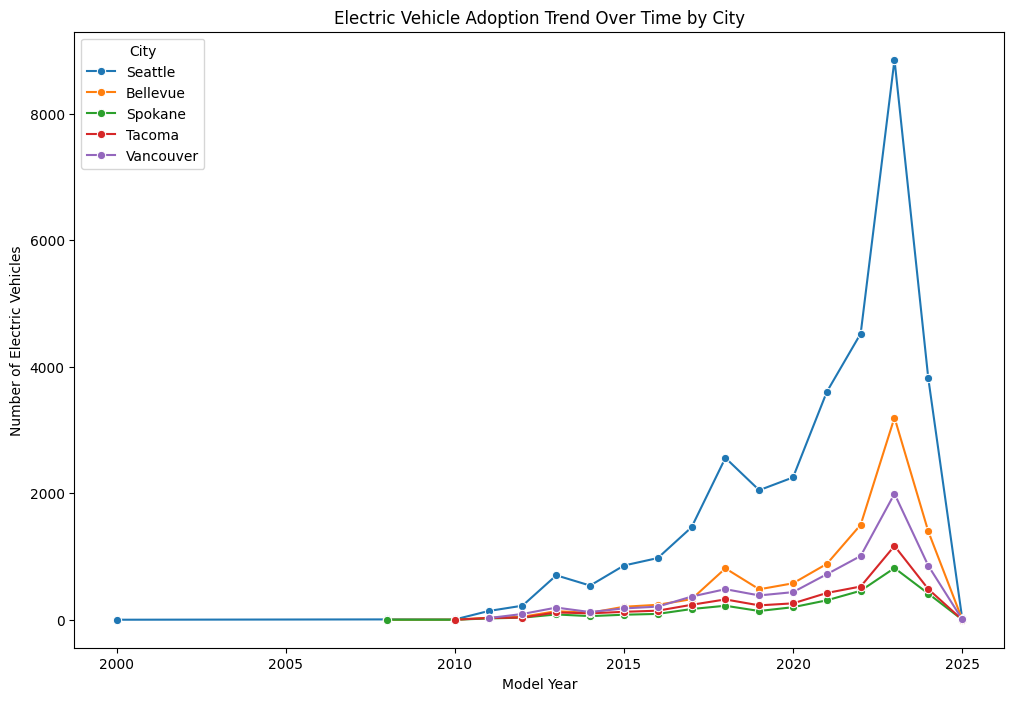 Electric Vehicle Adoption Trend Over Time by City
City
Seattle
Bellevue
Spokane
Tacoma
Vancouver
Number of Electric Vehicles
8000
6000
4000
2000
0
2000 2005 2010 2015 2020 2025
Model Year